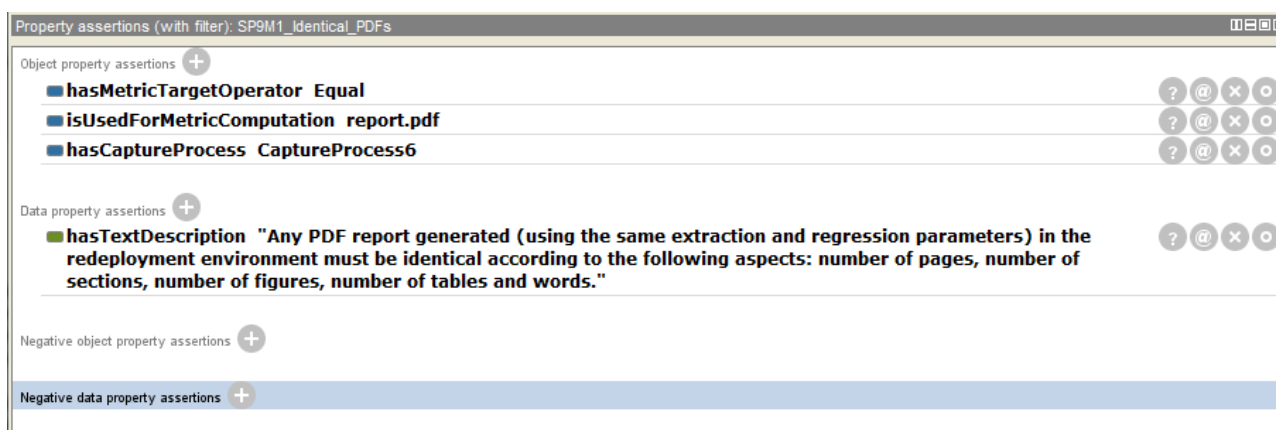 Property assertions (with filter): SP9M1_Identical_PDFs
Object property assertions
hasMetricTargetOperator Equal
isUsedForMetricComputation report.pdf
hasCaptureProcess CaptureProcess6
Data property assertions
hasTextDescription "Any PDF report generated (using the same extraction and regression parameters) in the
redeployment environment must be identical according to the following aspects: number of pages, number of
sections, number of figures, number of tables and words."
Negative object property assertions
Negative data property assertions